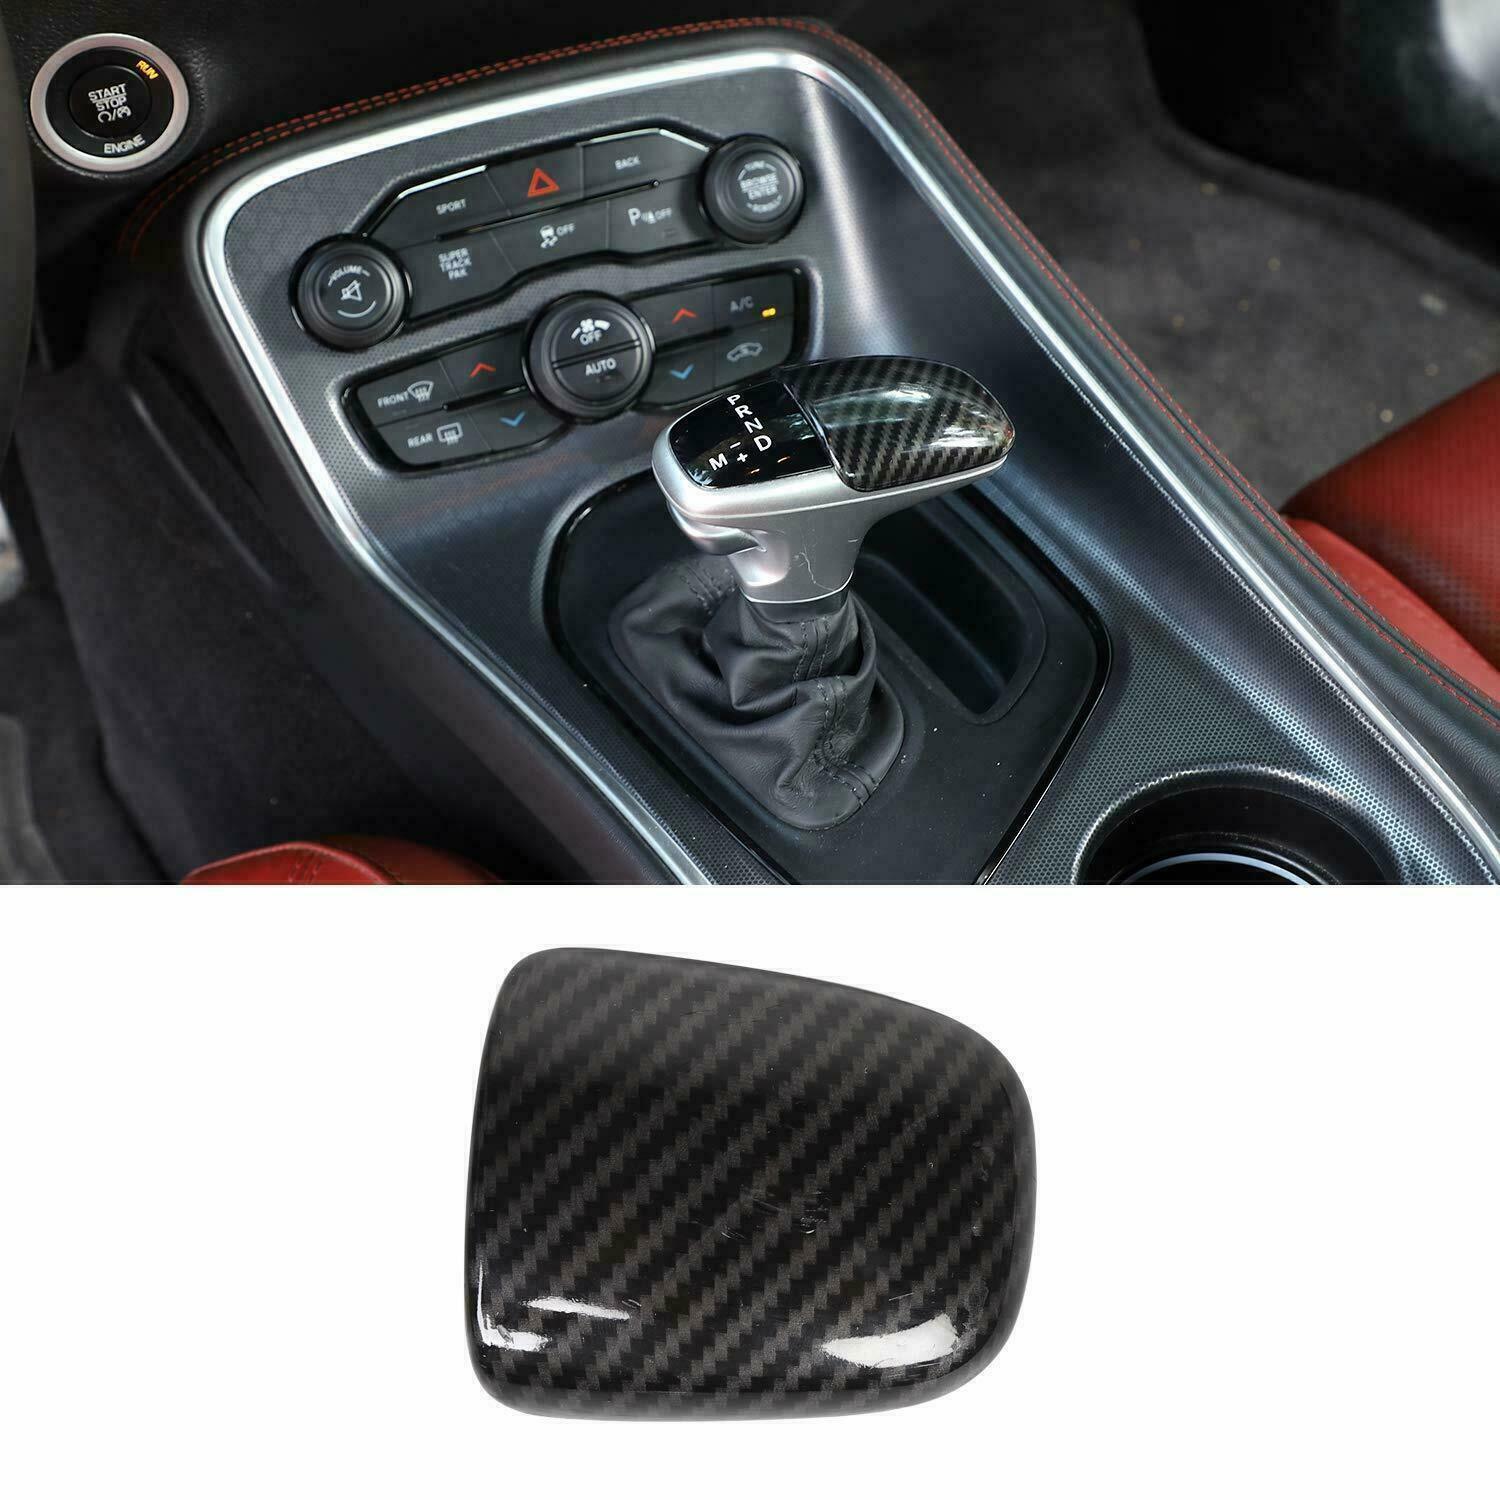 RUN
START
STOP
ENGINE
BACK
SPORT
TUNE
BROWSE
ENTER
SCROLL
OFF
P OFF
VOLUME
SUPER
TRACK
PAK
A/C
OFF
AUTO
FRONT
REAR
P
R
N
D
M
-
+